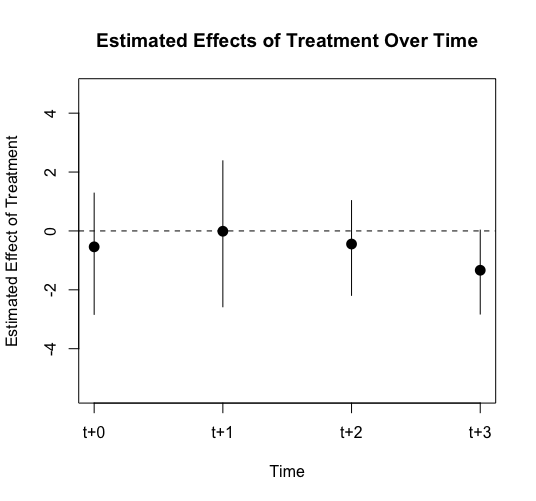 Estimated Effects of Treatment Over Time
Estimated Effect of Treatment
4
2
0
-2
-4
t+0 t+1 t+2 t+3
Time